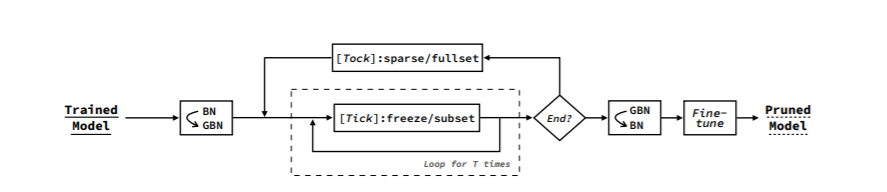 [Tock]:sparse/fullset
Trained
Model
BN
GBN
[Tick]:freeze/subset
Loop for T times
End?
GBN
BN
Fine-
tune
Pruned
Model